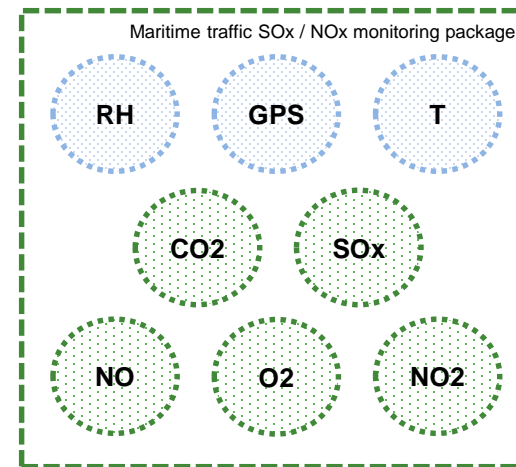 Maritime traffic SOx / NOx monitoring package
RH GPS T
CO2 SOx
NO O2 NO2